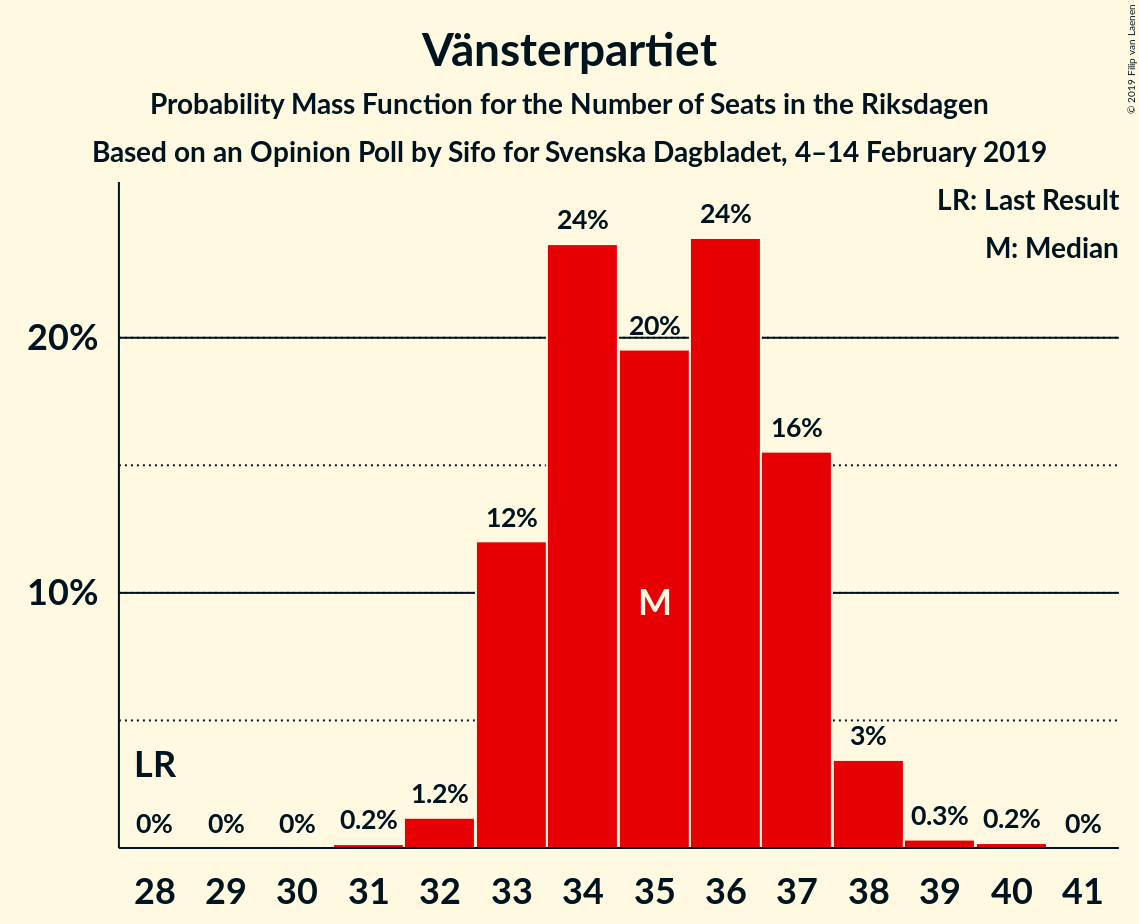 Vänsterpartiet
Probability Mass Function for the Number of Seats in the Riksdagen
Based on an Opinion Poll by Sifo for Svenska Dagbladet, 4–14 February 2019
© 2019 Filip van Laenen
LR: Last Result
M: Median
20%
10%
LR
0%
0%
0%
0.2%
1.2%
12%
24%
20%
M
24%
16%
3%
0.3%
0.2%
0%
28 29 30 31 32 33 34 35 36 37 38 39 40 41